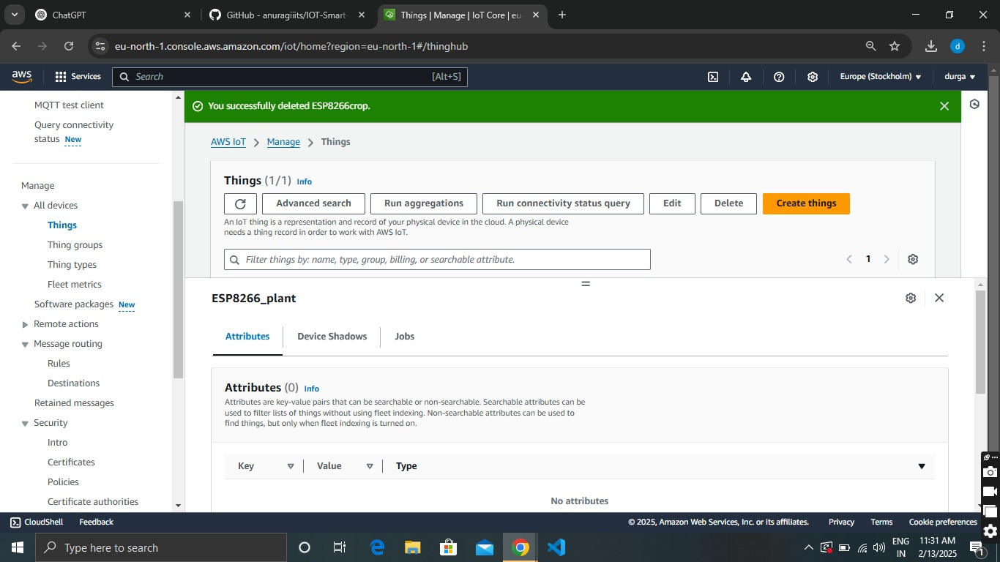 ChatGPT
GitHub - anuragiiits/IOT-Smart-
Things | Manage | IoT Core | eu-
eu-north-1.console.aws.amazon.com/iot/home?region=eu-north-1#/thinghub
d
aws
Services
Search
[Alt+S]
Europe (Stockholm)
durga
MQTT test client
Query connectivity
status New
Manage
All devices
Things
Thing groups
Thing types
Fleet metrics
Software packages New
Remote actions
Message routing
Rules
Destinations
Retained messages
Security
Intro
Certificates
Policies
Certificate authorities
You successfully deleted ESP8266crop.
AWS IoT > Manage > Things
Things (1/1) Info
Advanced search
Run aggregations
Run connectivity status query
Edit
Delete
Create things
An IoT thing is a representation and record of your physical device in the cloud. A physical device
needs a thing record in order to work with AWS IoT.
Filter things by: name, type, group, billing, or searchable attribute.
1
ESP8266_plant
Attributes
Device Shadows
Jobs
Attributes (0) Info
Attributes are key-value pairs that can be searchable or non-searchable. Searchable attributes can be
used to filter lists of things without using fleet indexing. Non-searchable attributes can be used to
find things, but only when fleet indexing is turned on.
Key
Value
Type
No attributes
CloudShell
Feedback
© 2025, Amazon Web Services, Inc. or its affiliates.
Privacy
Terms
Cookie preferences
Type here to search
ENG
IN
11:31 AM
2/13/2025
1